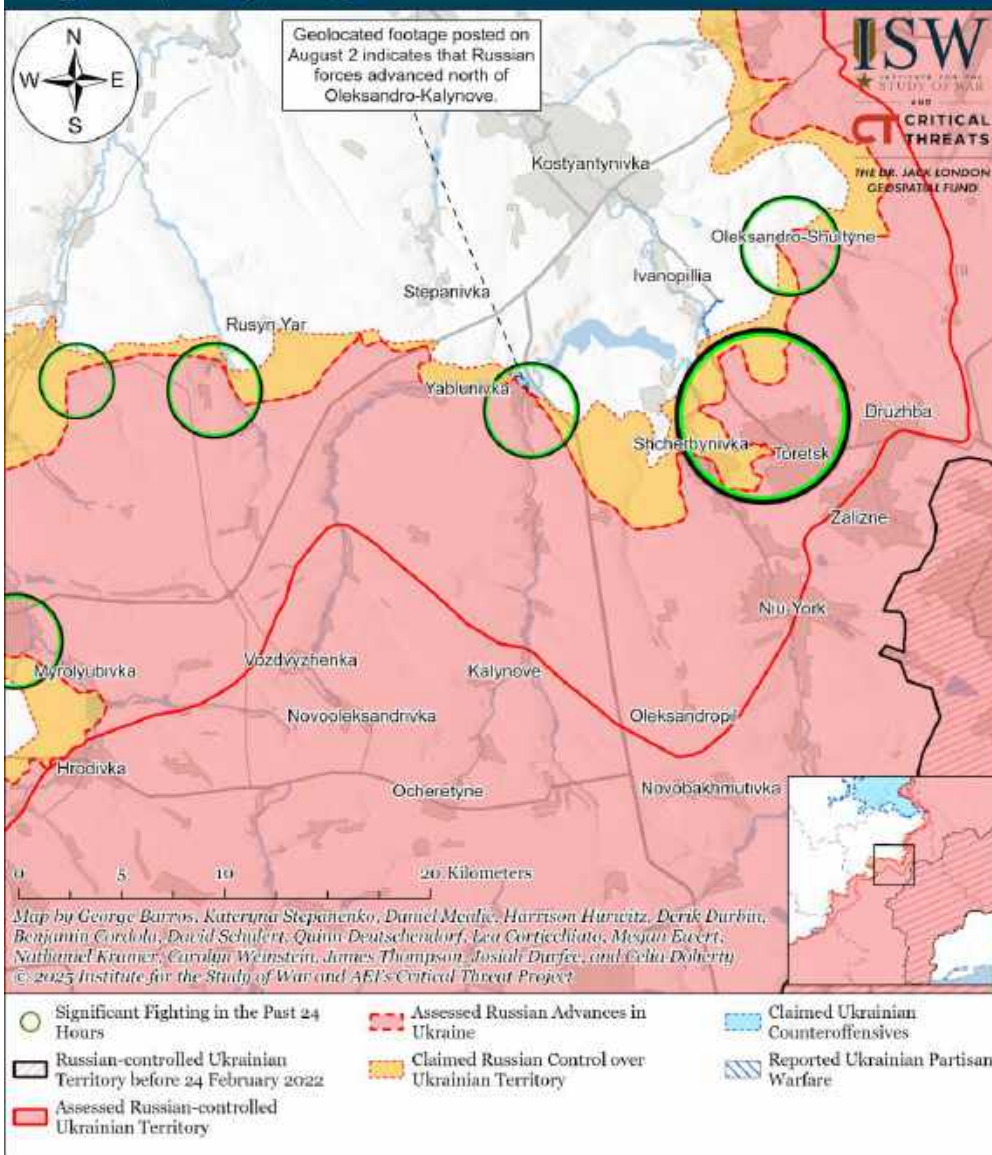 N
W E
S
Geolocated footage posted on
August 2 indicates that Russian
forces advanced north of
Oleksandro-Kalynove.
ISW
INSTITUTE FOR THE
STUDY OF WAR
AND
CT CRITICAL
THREATS
THE DR. JACK LONDON
GEOSPATIAL FUND
Kostyantynivka
Oleksandro-Shultyne
Ivanopillia
Stepanivka
Rusyn Yar
Yablunivka
Druzhba
Shcherbynivka
Toretsk
Zalizne
Niu-York
Myrolyubivka
Vozdvyzhenka
Kalynove
Novooleksandrivka
Oleksandropil
Hrodivka
Ocheretyne
Novobakhmutivka
0 5 10 20 Kilometers
Map by George Barros, Kateryna Stepanenko, Daniel Mealie, Harrison Hurwitz, Derik Durbin,
Benjamin Cordola, David Schulert, Quinn Deutschendorf, Lea Corticchiato, Megan Ewert,
Nathaniel Kramer, Carolyn Weinstein, James Thompson, Josiah Durfee, and Celia Doherty
© 2025 Institute for the Study of War and AEI's Critical Threat Project
Significant Fighting in the Past 24
Hours
Russian-controlled Ukrainian
Territory before 24 February 2022
Assessed Russian-controlled
Ukrainian Territory
Assessed Russian Advances in
Ukraine
Claimed Russian Control over
Ukrainian Territory
Claimed Ukrainian
Counteroffensives
Reported Ukrainian Partisan
Warfare